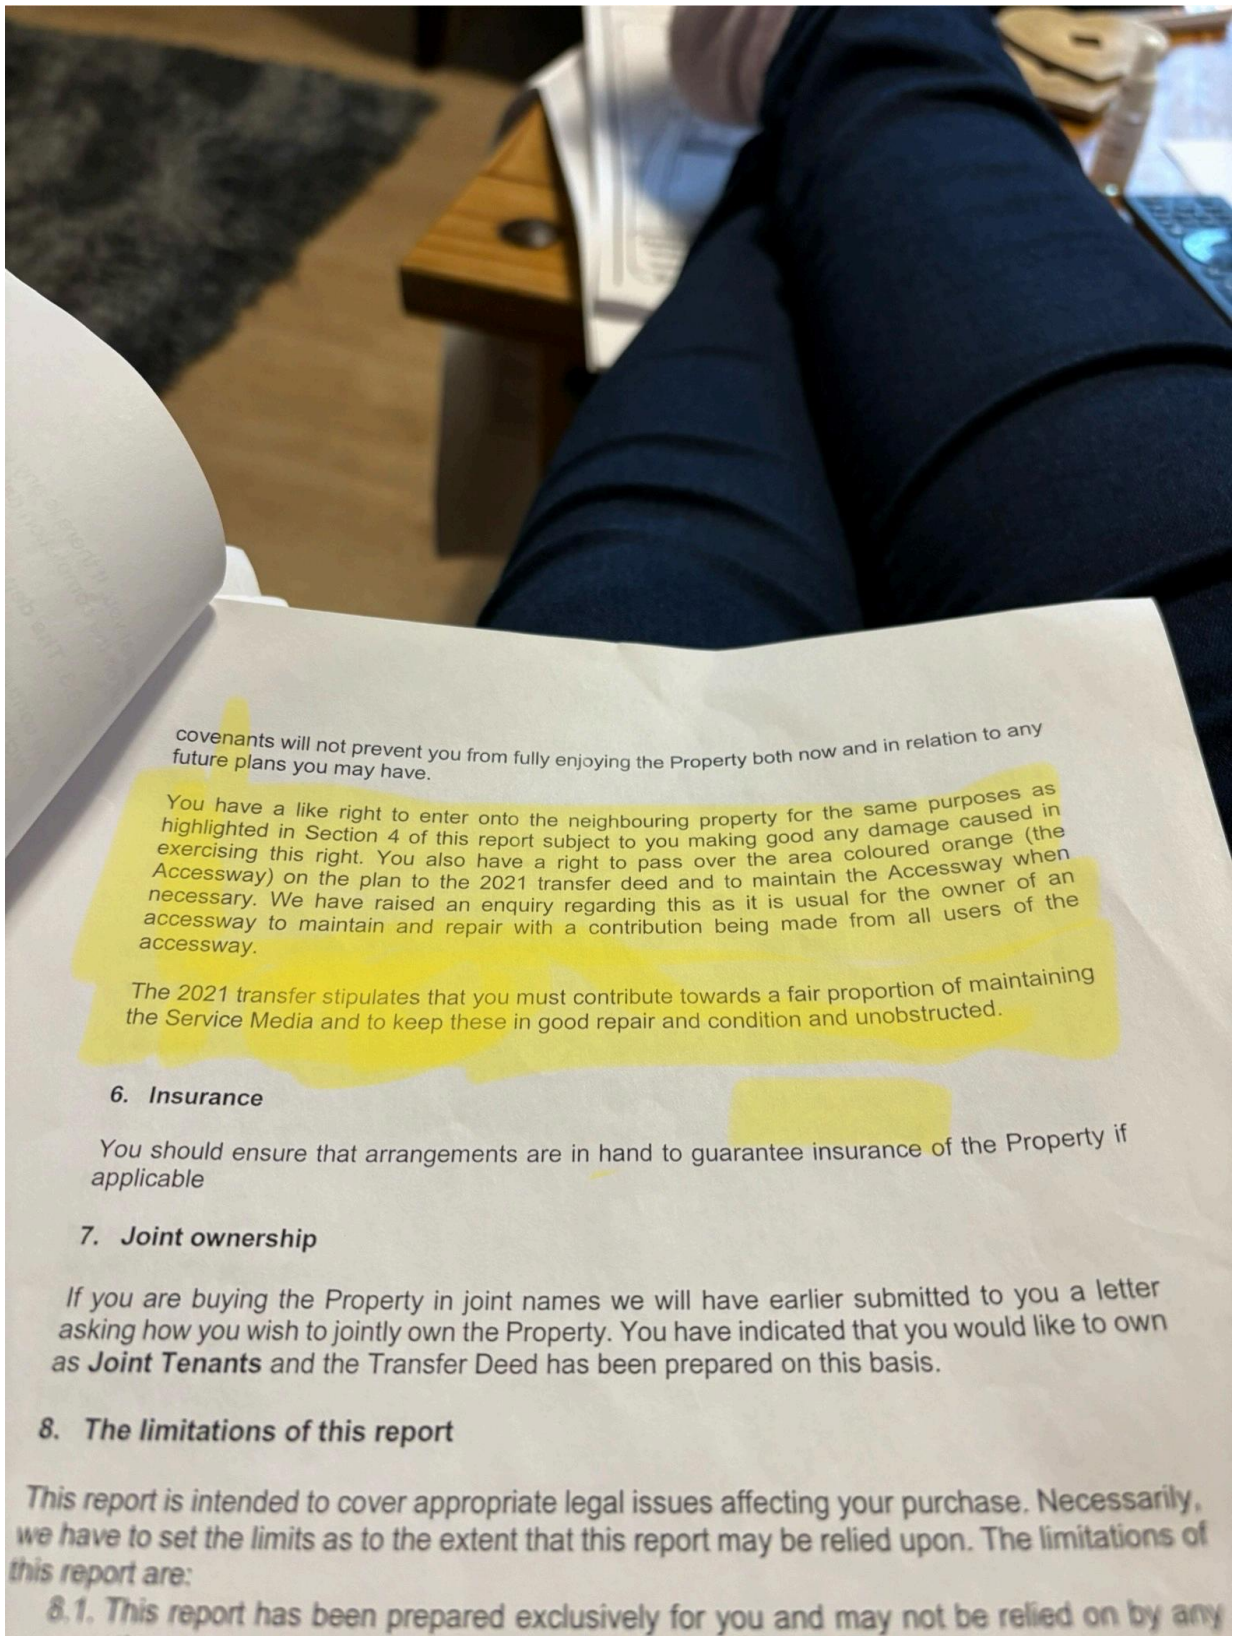 covenants will not prevent you from fully enjoying the Property both now and in relation to any
future plans you may have.
You have a like right to enter onto the neighbouring property for the same purposes as
highlighted in Section 4 of this report subject to you making good any damage caused in
exercising this right. You also have a right to pass over the area coloured orange (the
Accessway) on the plan to the 2021 transfer deed and to maintain the Accessway when
necessary. We have raised an enquiry regarding this as it is usual for the owner of an
accessway to maintain and repair with a contribution being made from all users of the
accessway.
The 2021 transfer stipulates that you must contribute towards a fair proportion of maintaining
the Service Media and to keep these in good repair and condition and unobstructed.
6. Insurance
You should ensure that arrangements are in hand to guarantee insurance of the Property if
applicable
7. Joint ownership
If you are buying the Property in joint names we will have earlier submitted to you a letter
asking how you wish to jointly own the Property. You have indicated that you would like to own
as Joint Tenants and the Transfer Deed has been prepared on this basis.
8. The limitations of this report
This report is intended to cover appropriate legal issues affecting your purchase. Necessarily,
we have to set the limits as to the extent that this report may be relied upon. The limitations of
this report are:
8.1. This report has been prepared exclusively for you and may not be relied on by any